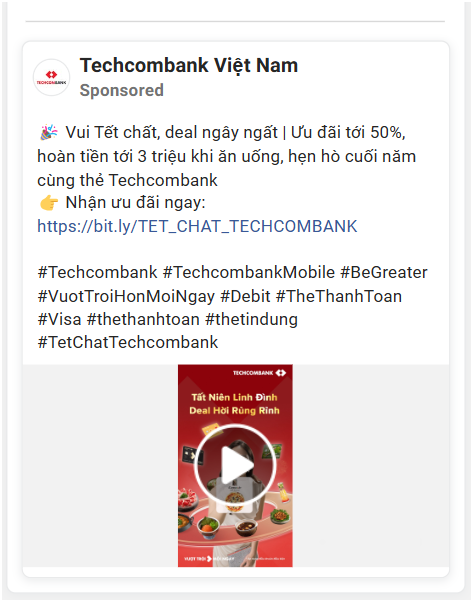 Techcombank Việt Nam
Sponsored
🎉 Vui Tết chất, deal ngây ngất | Ưu đãi tới 50%,
hoàn tiền tới 3 triệu khi ăn uống, hẹn hò cuối năm
cùng thẻ Techcombank
👉 Nhận ưu đãi ngay:
https://bit.ly/TET_CHAT_TECHCOMBANK
#Techcombank #TechcombankMobile #BeGreater
#VuotTroiHonMoiNgay #Debit #TheThanhToan
#Visa #thethanhtoan #thetindung
#TetChatTechcombank
TECHCOMBANK
Tất Niên Linh Đình
Deal Hời Rủng Rỉnh
VƯỢT TRỘI